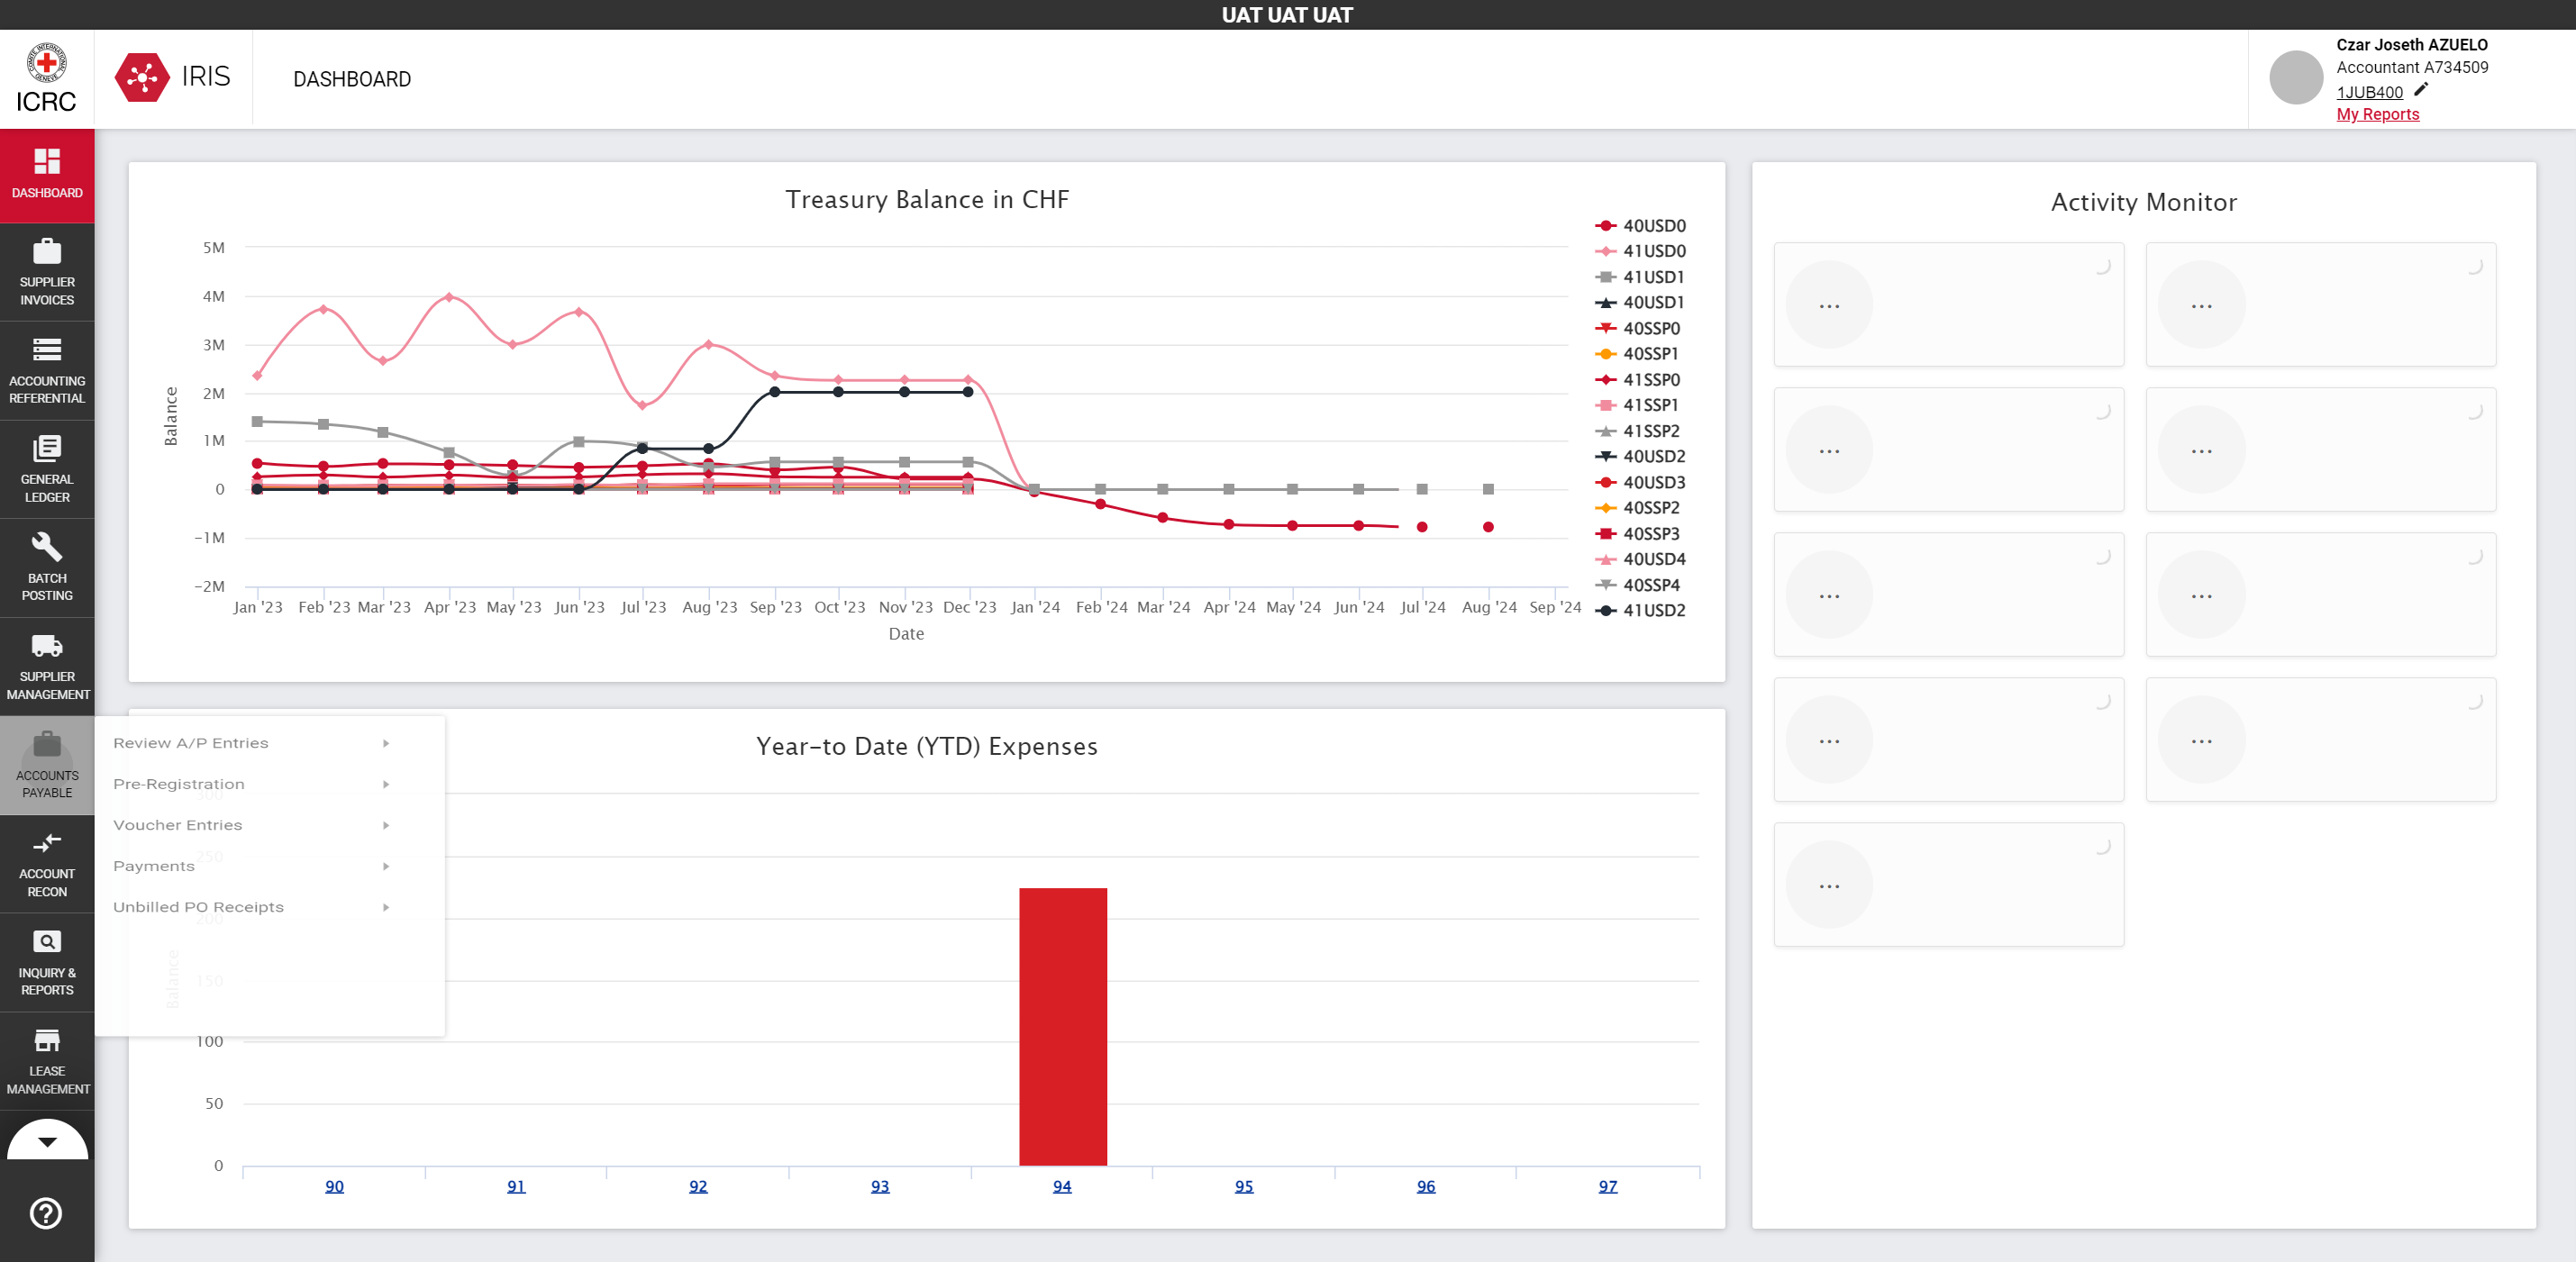 UAT UAT UAT
ICRC
IRIS
DASHBOARD
Czar Joseth AZUELO
Accountant A734509
1JUB400
My Reports
DASHBOARD
SUPPLIER
INVOICES
ACCOUNTING
REFERENTIAL
GENERAL
LEDGER
BATCH
POSTING
SUPPLIER
MANAGEMENT
ACCOUNTS
PAYABLE
ACCOUNT
RECON
INQUIRY &
REPORTS
LEASE
MANAGEMENT
Review A/P Entries
Pre-Registration
Voucher Entries
Payments
Unbilled PO Receipts
Treasury Balance in CHF
Balance
5M
4M
3M
2M
1M
0
-1M
-2M
Jan '23 Feb '23 Mar '23 Apr '23 May '23 Jun '23 Jul '23 Aug '23 Sep '23 Oct '23 Nov '23 Dec '23 Jan '24 Feb '24 Mar '24 Apr '24 May '24 Jun '24 Jul '24 Aug '24 Sep '24
Date
40USD0
41USD0
41USD1
40USD1
40SSP0
40SSP1
41SSP0
41SSP1
41SSP2
40USD2
40USD3
40SSP2
40SSP3
40USD4
40SSP4
41USD2
Year-to Date (YTD) Expenses
Balance
300
250
200
150
100
50
0
90 91 92 93 94 95 96 97
Activity Monitor
... ...
... ...
... ...
... ...
...